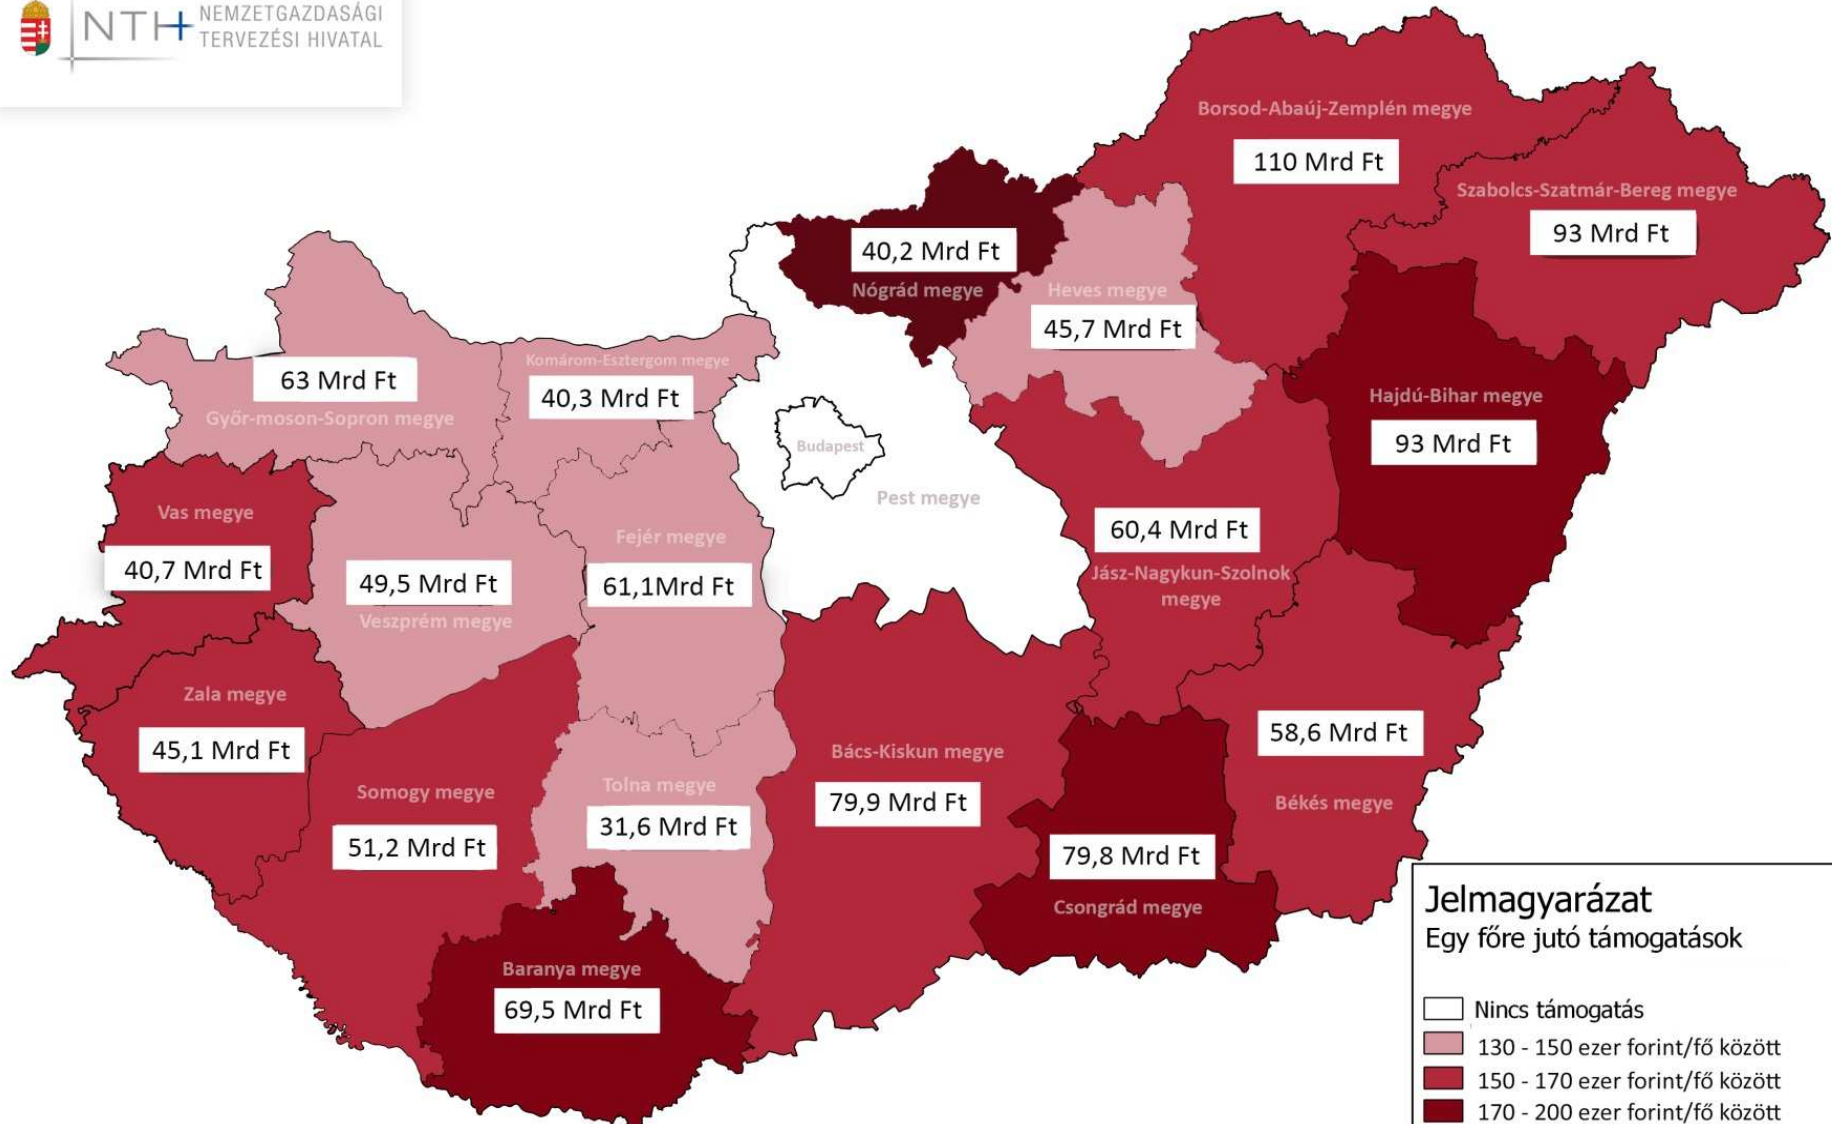 NTH NEMZETGAZDASÁGI
TERVEZÉSI HIVATAL
Borsod-Abaúj-Zemplén megye
110 Mrd Ft
Szabolcs-Szatmár-Bereg megye
93 Mrd Ft
40,2 Mrd Ft
Nógrád megye
Heves megye
45,7 Mrd Ft
Komárom-Esztergom megye
40,3 Mrd Ft
63 Mrd Ft
Győr-moson-Sopron megye
Hajdú-Bihar megye
93 Mrd Ft
Budapest
Pest megye
Vas megye
40,7 Mrd Ft
49,5 Mrd Ft
Veszprém megye
Fejér megye
61,1Mrd Ft
60,4 Mrd Ft
Jász-Nagykun-Szolnok
megye
Zala megye
45,1 Mrd Ft
Somogy megye
51,2 Mrd Ft
Tolna megye
31,6 Mrd Ft
Bács-Kiskun megye
79,9 Mrd Ft
58,6 Mrd Ft
Békés megye
79,8 Mrd Ft
Csongrád megye
Baranya megye
69,5 Mrd Ft
Jelmagyarázat
Egy főre jutó támogatások
Nincs támogatás
130 - 150 ezer forint/fő között
150 - 170 ezer forint/fő között
170 - 200 ezer forint/fő között